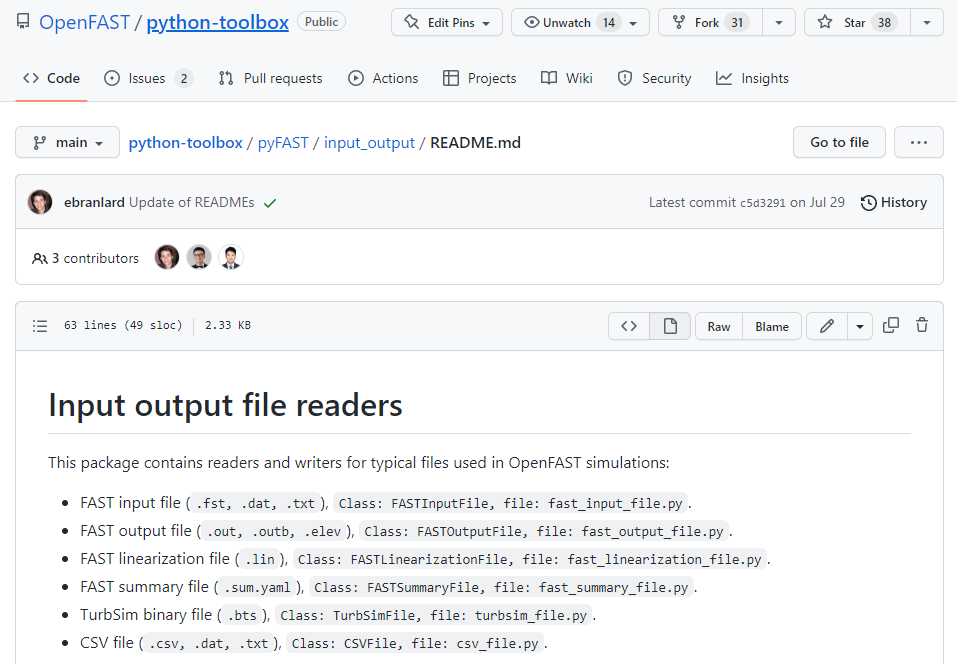 OpenFAST / python-toolbox Public Edit Pins Unwatch 14 Fork 31 Star 38
Code Issues 2 Pull requests Actions Projects Wiki Security Insights
main python-toolbox / pyFAST / input_output / README.md Go to file ...
ebranlard Update of READMEs Latest commit c5d3291 on Jul 29 History
3 contributors
63 lines (49 sloc) 2.33 KB <> Raw Blame
Input output file readers
This package contains readers and writers for typical files used in OpenFAST simulations:
• FAST input file ( .fst, .dat, .txt ), Class: FASTInputFile, file: fast_input_file.py .
• FAST output file ( .out, .outb, .elev ), Class: FASTOutputFile, file: fast_output_file.py .
• FAST linearization file ( .lin ), Class: FASTLinearizationFile, file: fast_linearization_file.py .
• FAST summary file ( .sum.yaml ), Class: FASTSummaryFile, file: fast_summary_file.py .
• TurbSim binary file ( .bts ), Class: TurbSimFile, file: turbsim_file.py .
• CSV file ( .csv, .dat, .txt ), Class: CSVFile, file: csv_file.py .